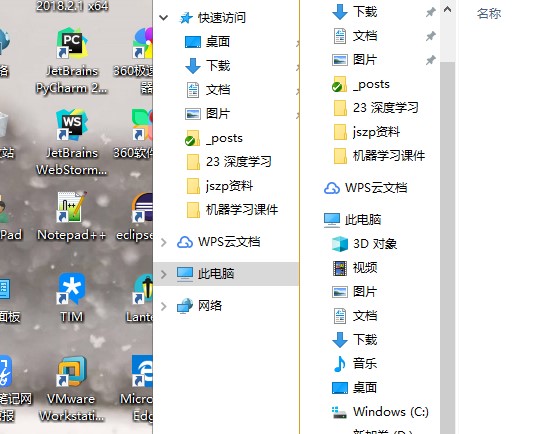 2018.2.1 x64
络
JetBrains
PyCharm 2...
360极速
器
站
JetBrains
WebStorm...
360软件
Pad
Notepad++
eclipse
面板
TIM
Lante
笔记网
报
VMware
Workstati...
Micro
Edg
快速访问
桌面
下载
文档
图片
_posts
23 深度学习
jszp资料
机器学习课件
WPS云文档
此电脑
网络
下载
文档
图片
_posts
23 深度学习
jszp资料
机器学习课件
WPS云文档
此电脑
3D 对象
视频
图片
文档
下载
音乐
桌面
Windows (C:)
新加卷 (D:)
名称